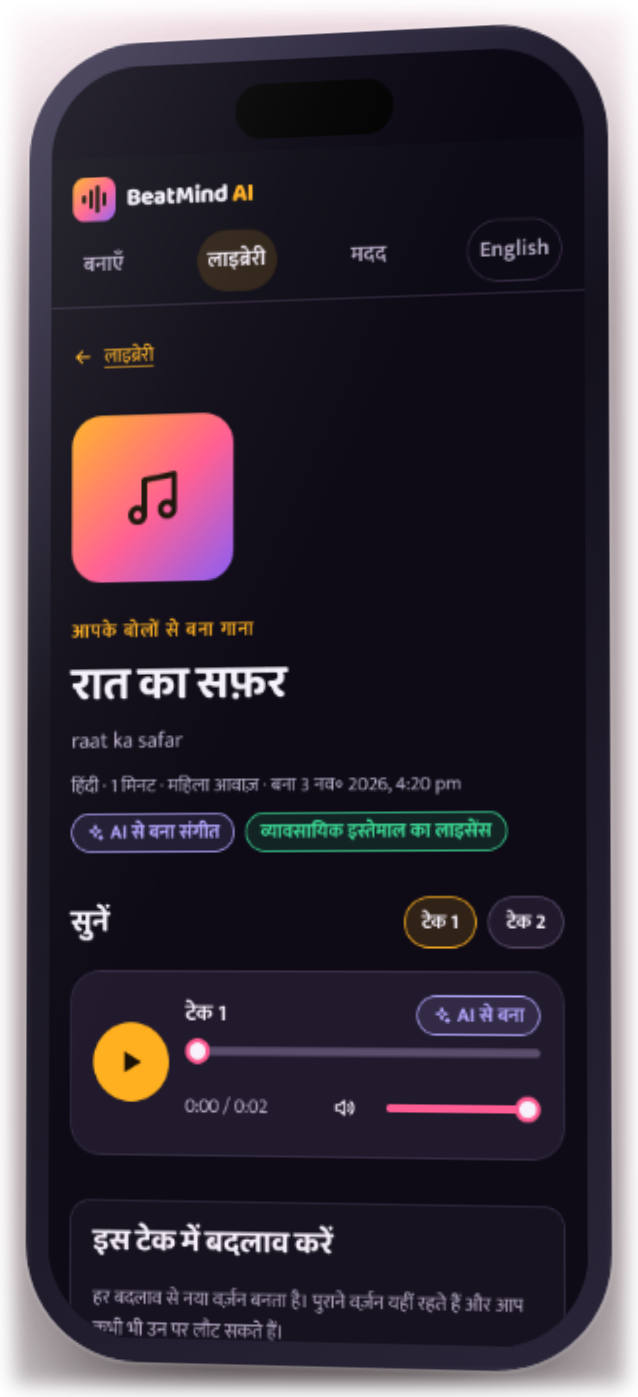 BeatMind AI
बनाएँ लाइब्रेरी मदद English
← लाइब्रेरी
आपके बोलों से बना गाना
रात का सफ़र
raat ka safar
हिंदी · 1 मिनट · महिला आवाज़ · बना 3 नव॰ 2026, 4:20 pm
AI से बना संगीत व्यावसायिक इस्तेमाल का लाइसेंस
सुनें टेक 1 टेक 2
टेक 1 AI से बना
0:00 / 0:02
इस टेक में बदलाव करें
हर बदलाव से नया वर्ज़न बनता है। पुराने वर्ज़न यहीं रहते हैं और आप
कभी भी उन पर लौट सकते हैं।